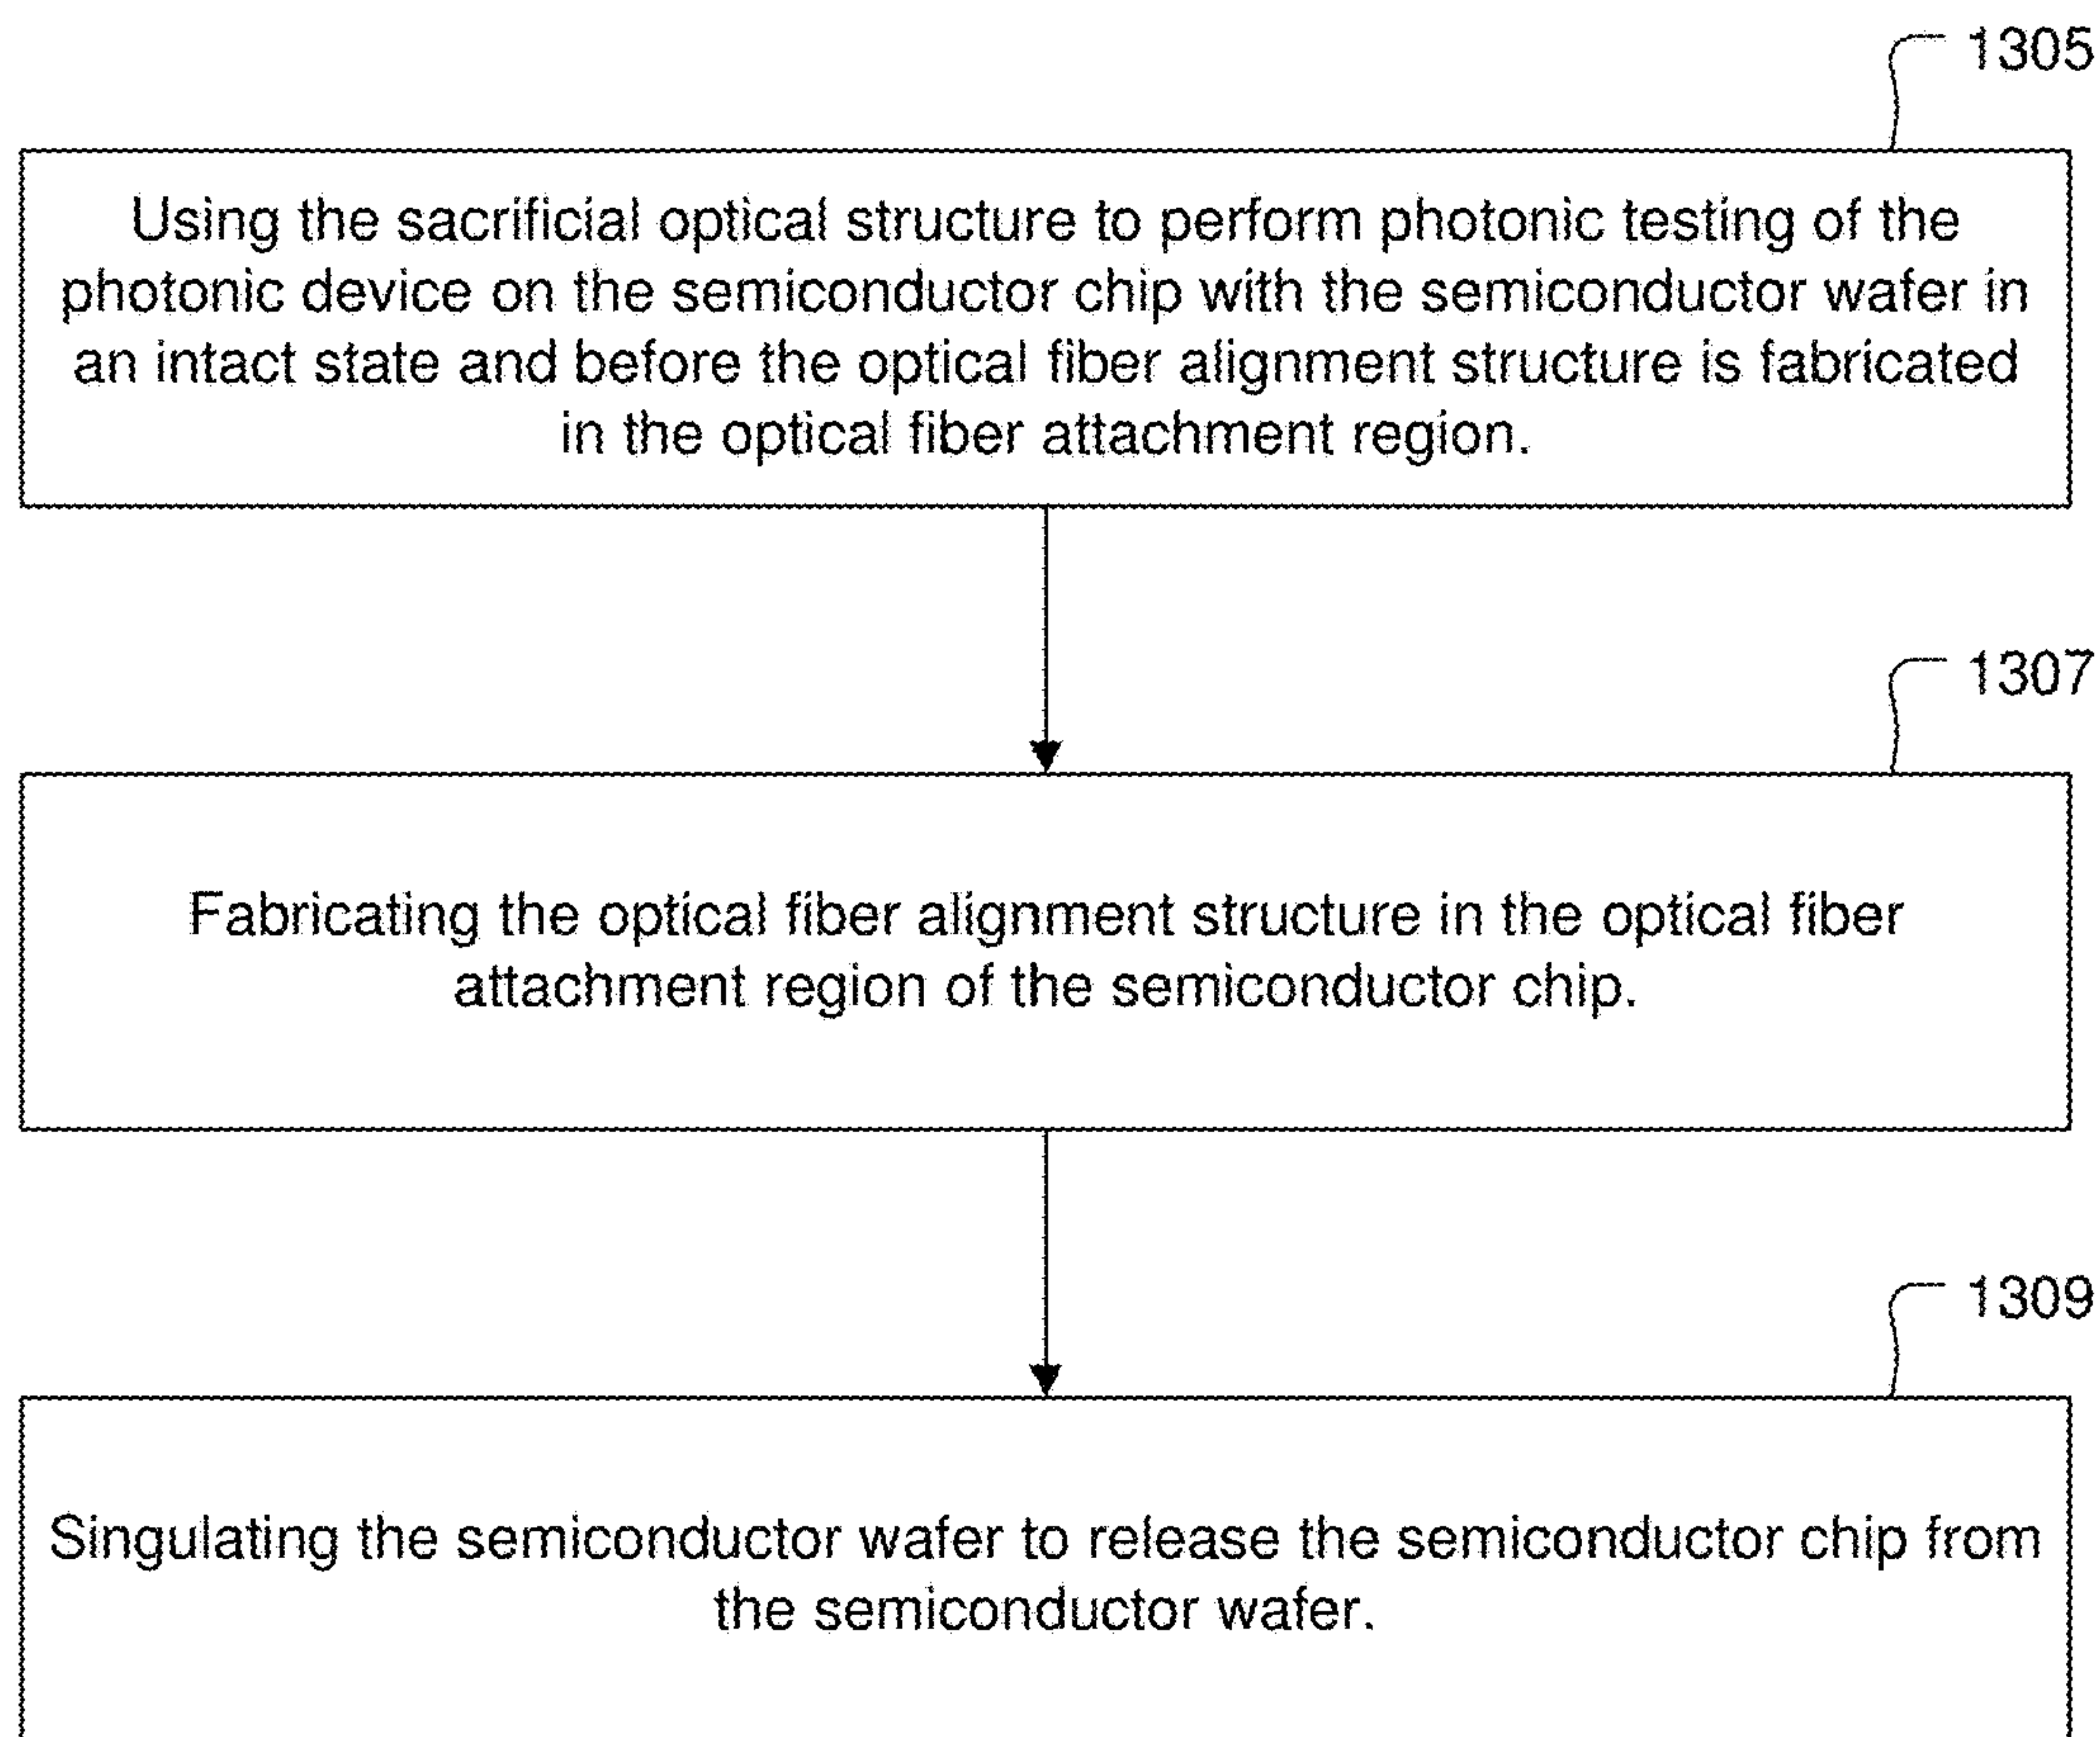 1305
Using the sacrificial optical structure to perform photonic testing of the
photonic device on the semiconductor chip with the semiconductor wafer in
an intact state and before the optical fiber alignment structure is fabricated
in the optical fiber attachment region.
1307
Fabricating the optical fiber alignment structure in the optical fiber
attachment region of the semiconductor chip.
1309
Singulating the semiconductor wafer to release the semiconductor chip from
the semiconductor wafer.